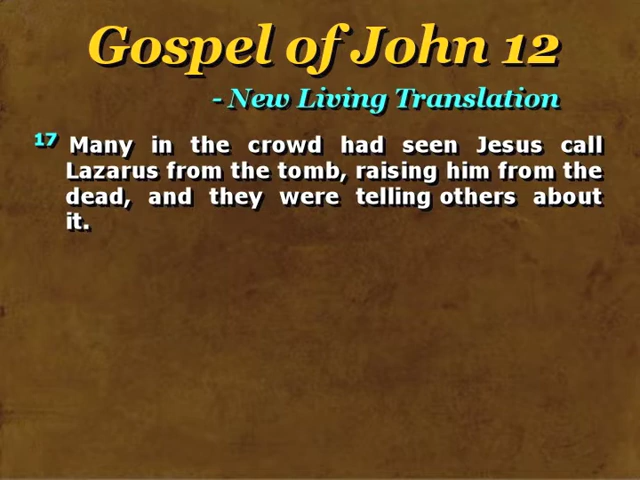 Gospel of John 12
- New Living Translation
17 Many in the crowd had seen Jesus call
Lazarus from the tomb, raising him from the
dead, and they were telling others about
it.